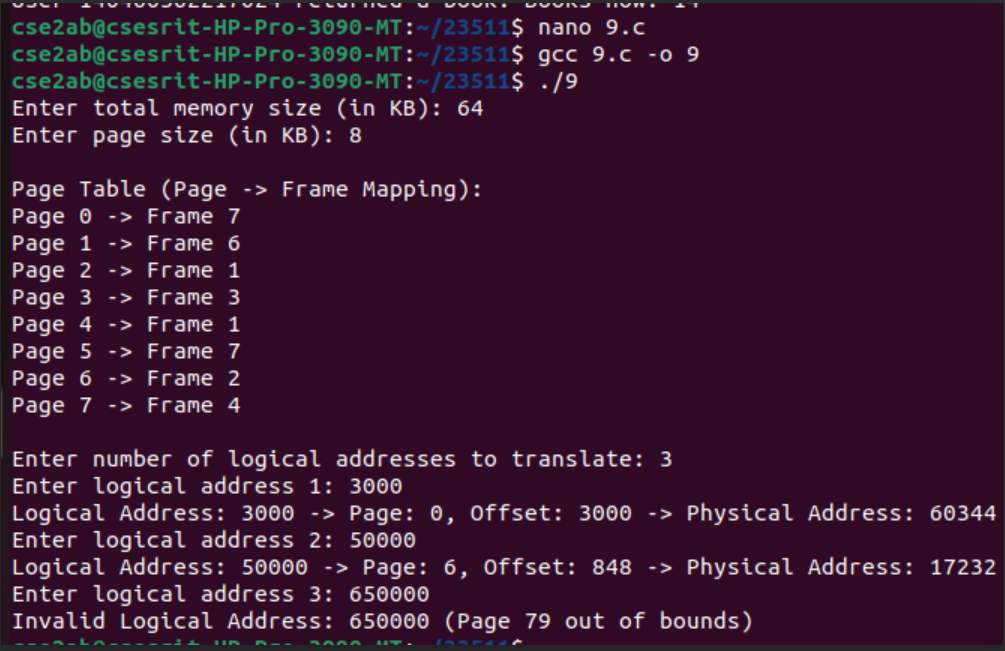 returned a book. Books now: 14
cse2ab@csesrit-HP-Pro-3090-MT:~/23511$ nano 9.c
cse2ab@csesrit-HP-Pro-3090-MT:~/23511$ gcc 9.c -o 9
cse2ab@csesrit-HP-Pro-3090-MT:~/23511$ ./9
Enter total memory size (in KB): 64
Enter page size (in KB): 8
Page Table (Page -> Frame Mapping):
Page 0 -> Frame 7
Page 1 -> Frame 6
Page 2 -> Frame 1
Page 3 -> Frame 3
Page 4 -> Frame 1
Page 5 -> Frame 7
Page 6 -> Frame 2
Page 7 -> Frame 4
Enter number of logical addresses to translate: 3
Enter logical address 1: 3000
Logical Address: 3000 -> Page: 0, Offset: 3000 -> Physical Address: 60344
Enter logical address 2: 50000
Logical Address: 50000 -> Page: 6, Offset: 848 -> Physical Address: 17232
Enter logical address 3: 650000
Invalid Logical Address: 650000 (Page 79 out of bounds)
cse2ab@csesrit-HP-Pro-3090-MT:~/23511$